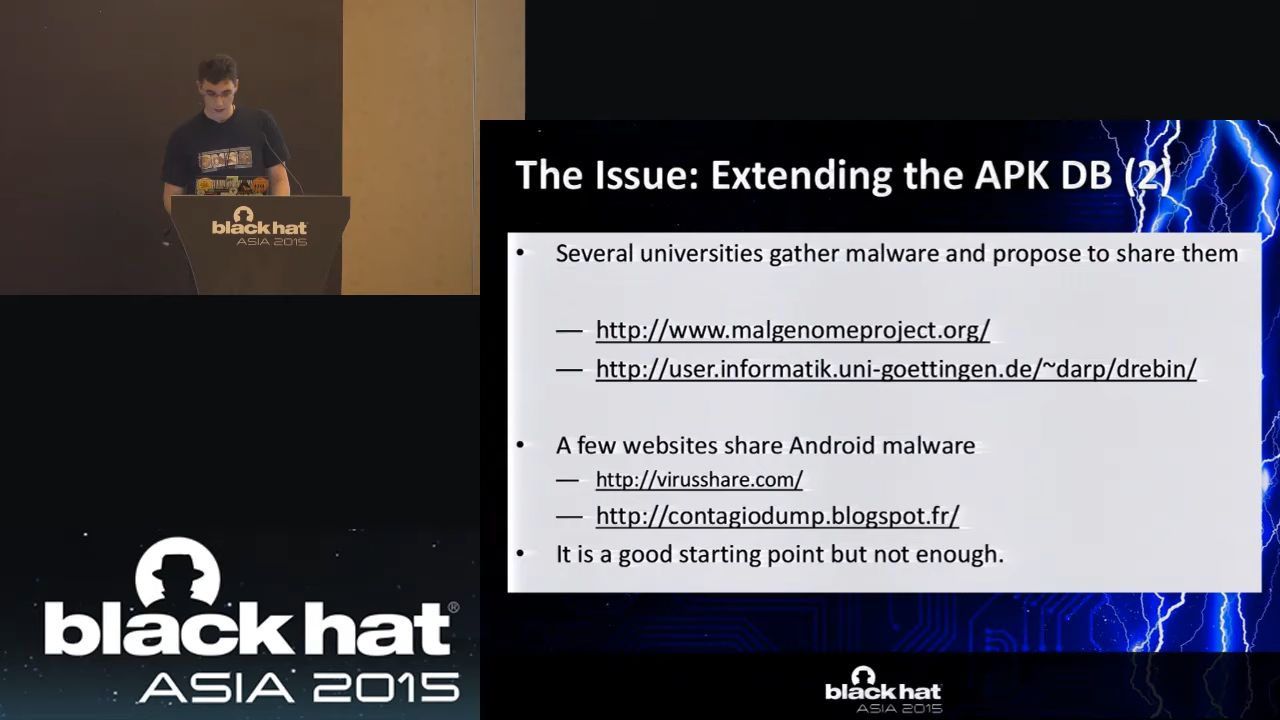 black hat
ASIA 2015
The Issue: Extending the APK DB (2)
• Several universities gather malware and propose to share them
— http://www.malgenomeproject.org/
— http://user.informatik.uni-goettingen.de/~darp/drebin/
• A few websites share Android malware
— http://virusshare.com/
— http://contagiodump.blogspot.fr/
• It is a good starting point but not enough.
black hat®
ASIA 2015
black hat
ASIA 2015